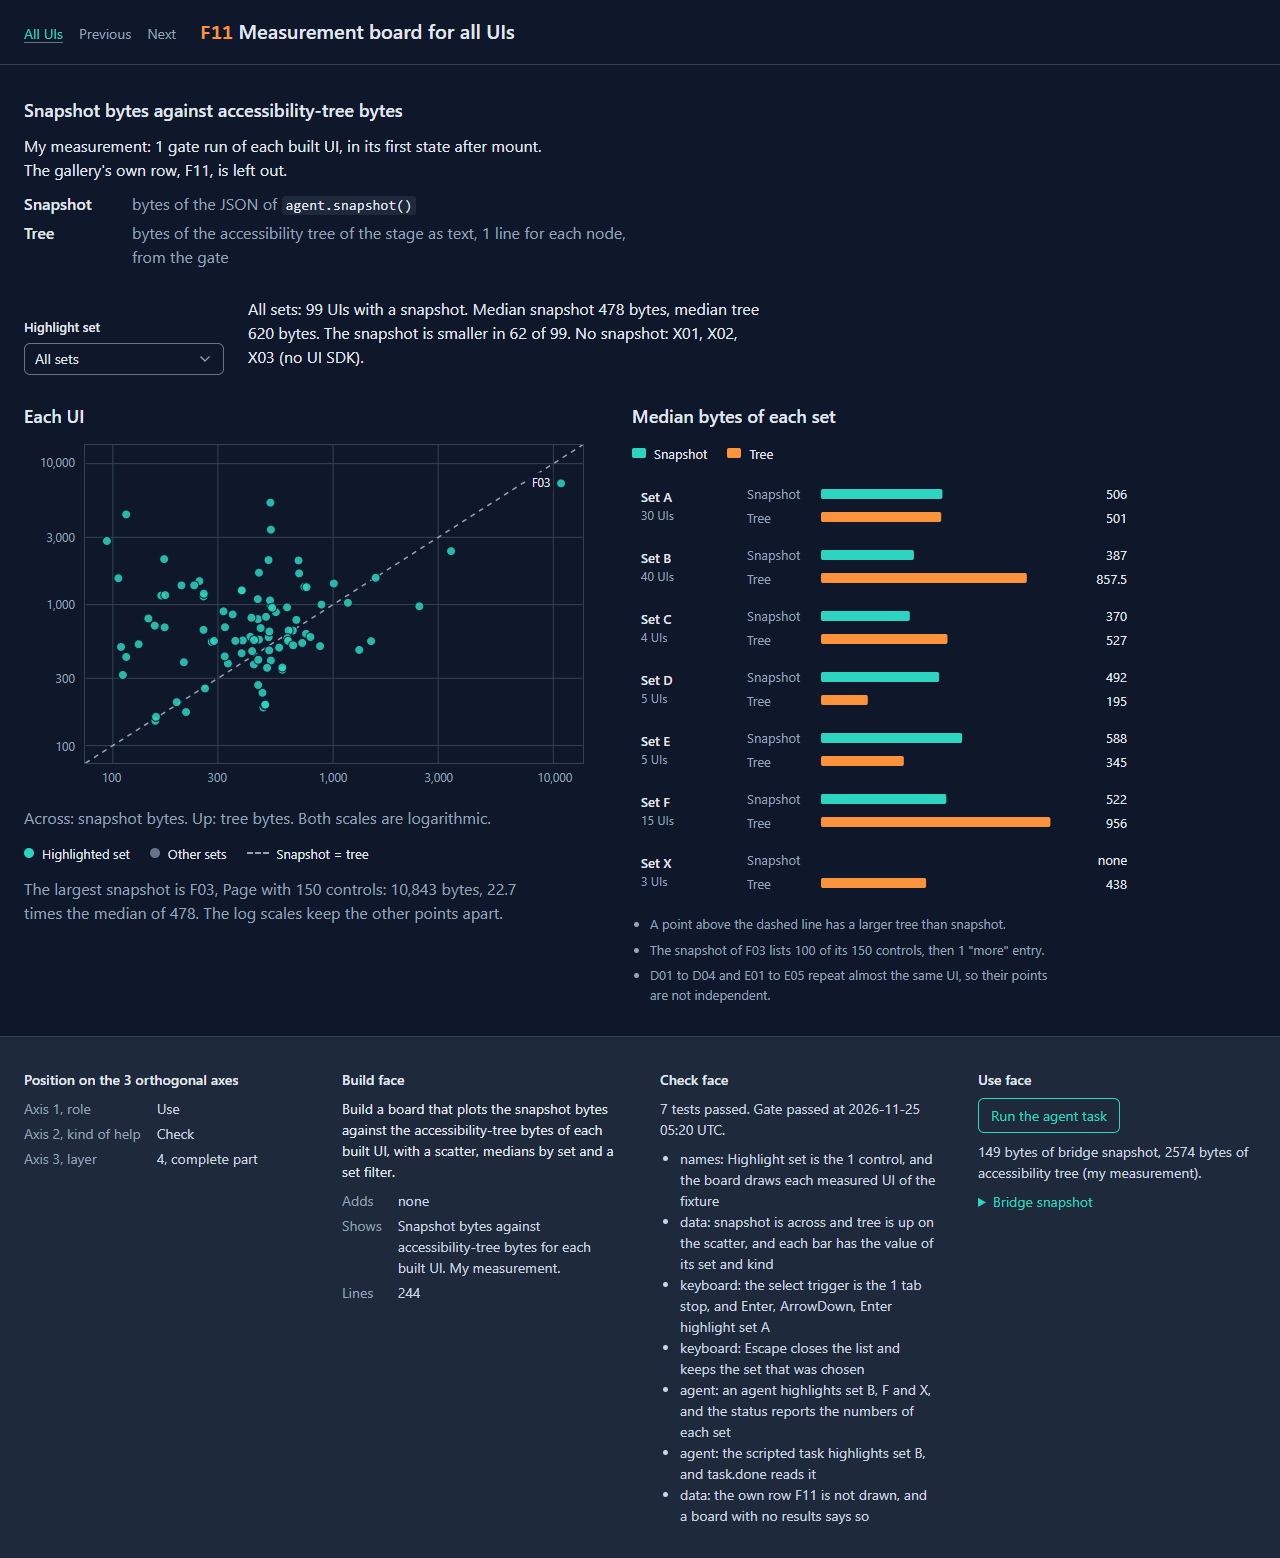 All UIs Previous Next F11 Measurement board for all UIs
Snapshot bytes against accessibility-tree bytes
My measurement: 1 gate run of each built UI, in its first state after mount.
The gallery's own row, F11, is left out.
Snapshot bytes of the JSON of agent.snapshot()
Tree bytes of the accessibility tree of the stage as text, 1 line for each node,
from the gate
Highlight set
All sets
All sets: 99 UIs with a snapshot. Median snapshot 478 bytes, median tree
620 bytes. The snapshot is smaller in 62 of 99. No snapshot: X01, X02,
X03 (no UI SDK).
Each UI
10,000
3,000
1,000
300
100
F03
100 300 1,000 3,000 10,000
Across: snapshot bytes. Up: tree bytes. Both scales are logarithmic.
Highlighted set Other sets Snapshot = tree
The largest snapshot is F03, Page with 150 controls: 10,843 bytes, 22.7
times the median of 478. The log scales keep the other points apart.
Median bytes of each set
Snapshot Tree
Set A Snapshot 506
30 UIs Tree 501
Set B Snapshot 387
40 UIs Tree 857.5
Set C Snapshot 370
4 UIs Tree 527
Set D Snapshot 492
5 UIs Tree 195
Set E Snapshot 588
5 UIs Tree 345
Set F Snapshot 522
15 UIs Tree 956
Set X Snapshot none
3 UIs Tree 438
A point above the dashed line has a larger tree than snapshot.
The snapshot of F03 lists 100 of its 150 controls, then 1 "more" entry.
D01 to D04 and E01 to E05 repeat almost the same UI, so their points
are not independent.
Position on the 3 orthogonal axes
Axis 1, role Use
Axis 2, kind of help Check
Axis 3, layer 4, complete part
Build face
Build a board that plots the snapshot bytes
against the accessibility-tree bytes of each
built UI, with a scatter, medians by set and a
set filter.
Adds none
Shows Snapshot bytes against
accessibility-tree bytes for each
built UI. My measurement.
Lines 244
Check face
7 tests passed. Gate passed at 2026-11-25
05:20 UTC.
names: Highlight set is the 1 control, and
the board draws each measured UI of the
fixture
data: snapshot is across and tree is up on
the scatter, and each bar has the value of
its set and kind
keyboard: the select trigger is the 1 tab
stop, and Enter, ArrowDown, Enter
highlight set A
keyboard: Escape closes the list and
keeps the set that was chosen
agent: an agent highlights set B, F and X,
and the status reports the numbers of
each set
agent: the scripted task highlights set B,
and task.done reads it
data: the own row F11 is not drawn, and
a board with no results says so
Use face
Run the agent task
149 bytes of bridge snapshot, 2574 bytes of
accessibility tree (my measurement).
Bridge snapshot